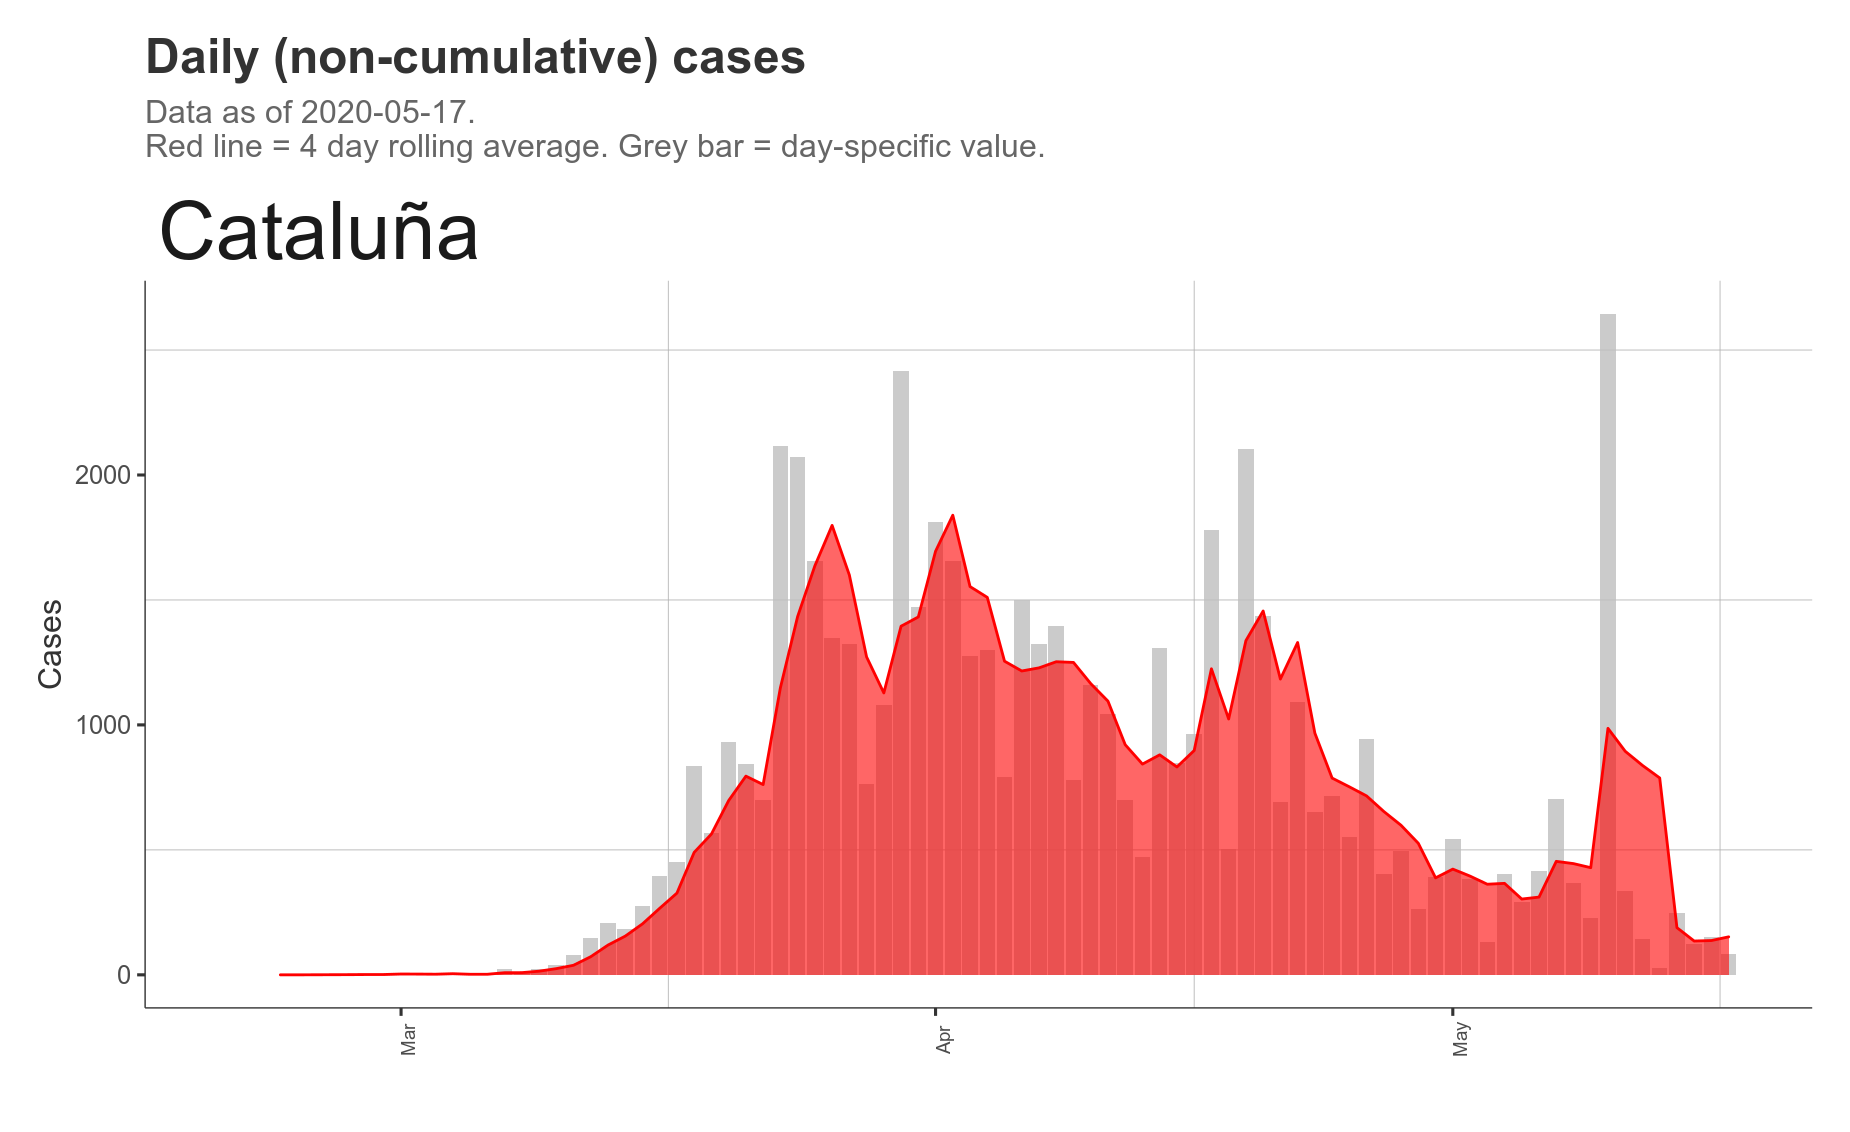 Daily (non-cumulative) cases
Data as of 2020-05-17.
Red line = 4 day rolling average. Grey bar = day-specific value.
Cataluña
Cases
2000
1000
0
Mar
Apr
May